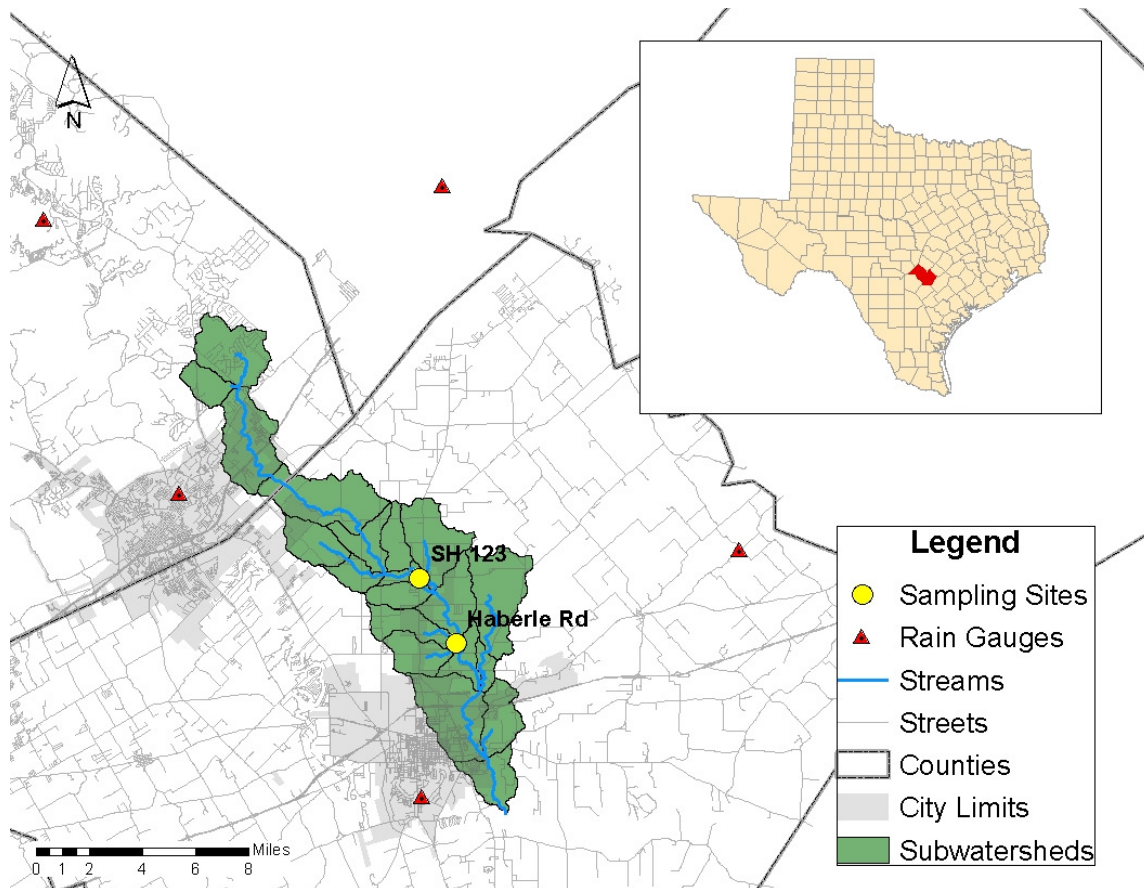 N
SH 123
Haberle Rd
Legend
Sampling Sites
Rain Gauges
Streams
Streets
Counties
City Limits
Subwatersheds
Miles
0 1 2 4 6 8